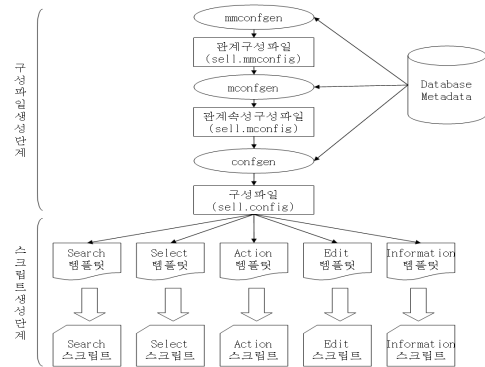 mmconfgen
관계구성파일
(sell.mmconfig)
mconfgen
관계속성구성파일
(sell.mconfig)
confgen
구성파일
(sell.config)
Database
Metadata
구성파일생성단계
스크립트생성단계
Search
템플릿
Select
템플릿
Action
템플릿
Edit
템플릿
Information
템플릿
Search
스크립트
Select
스크립트
Action
스크립트
Edit
스크립트
Information
스크립트